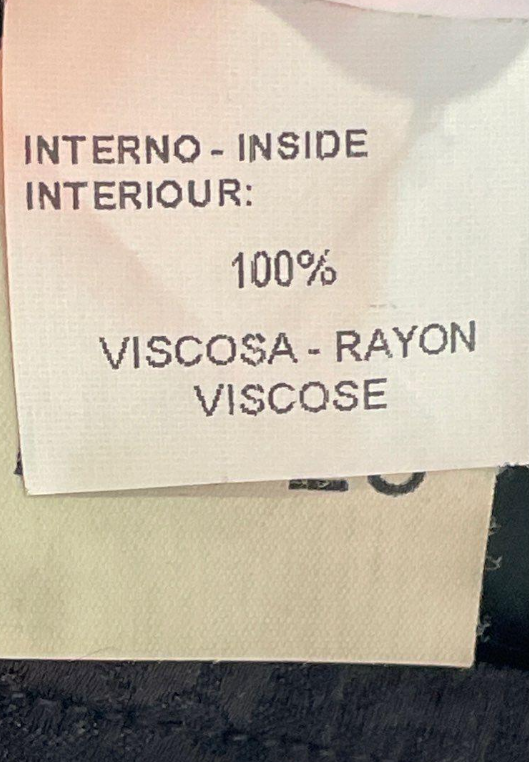 INTERNO - INSIDE
INTERIOUR:
100%
VISCOSA - RAYON
VISCOSE